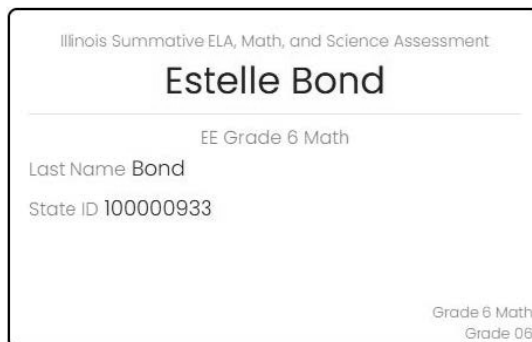 Illinois Summative ELA, Math, and Science Assessment
Estelle Bond
EE Grade 6 Math
Last Name Bond
State ID 100000933
Grade 6 Math
Grade 06